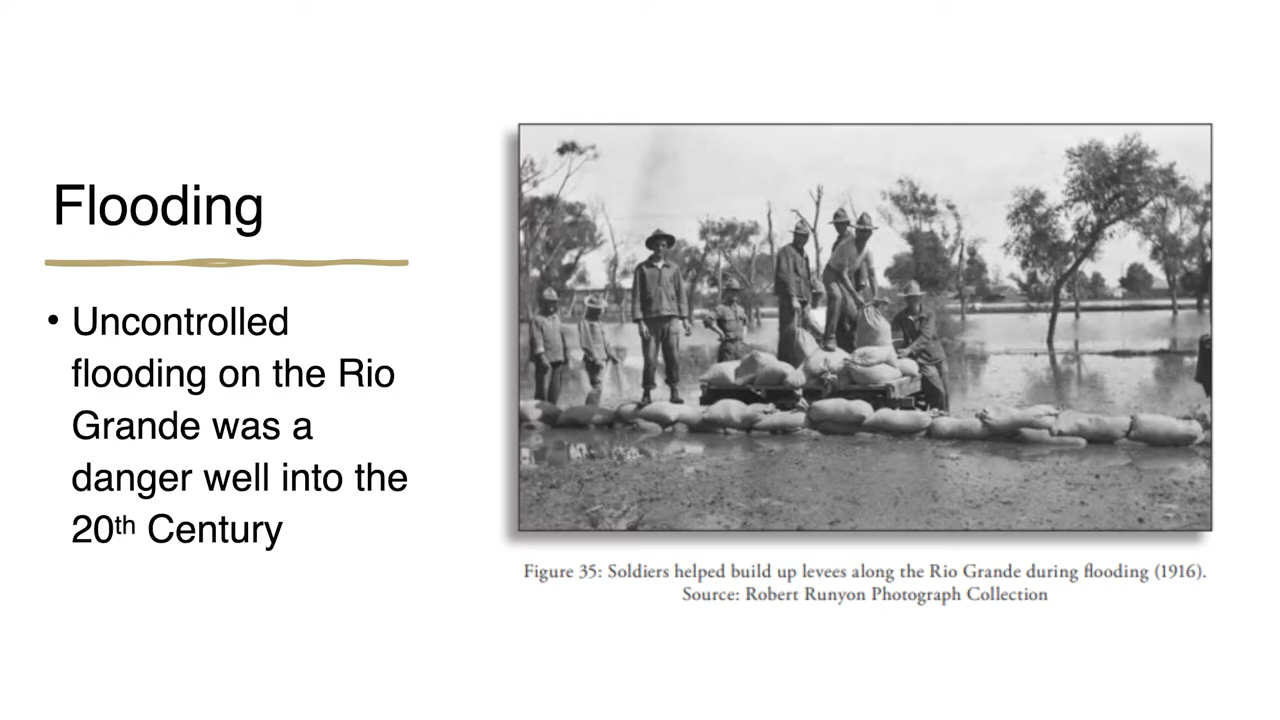 Flooding
• Uncontrolled
flooding on the Rio
Grande was a
danger well into the
20th Century
Figure 35: Soldiers helped build up levees along the Rio Grande during flooding (1916).
Source: Robert Runyon Photograph Collection